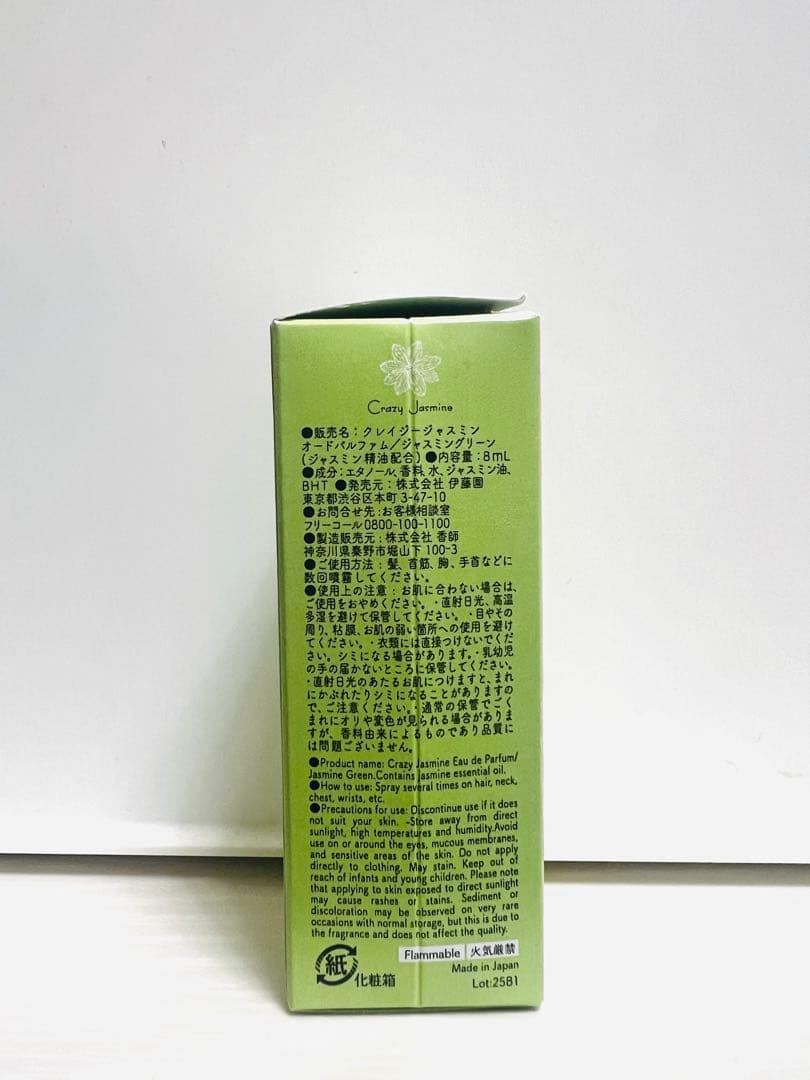 Crazy Jasmine
●販売名：クレイジージャスミン
オードパルファム／ジャスミングリーン
(ジャスミン精油配合) ●内容量：8mL
●成分：エタノール、香料、水、ジャスミン油、
BHT ●発売元：株式会社 伊藤園
東京都渋谷区本町 3-47-10
●お問合せ先：お客様相談室
フリーコール0800-100-1100
●製造販売元：株式会社 香師
神奈川県秦野市堀山下 100-3
●ご使用方法：髪、首筋、胸、手首などに
数回噴霧してください。
●使用上の注意：お肌に合わない場合は、
ご使用をおやめください。・直射日光、高温
多湿を避けて保管してください。・目やその
周り、粘膜、お肌の弱い箇所への使用を避け
てください。・衣類には直接つけないでくだ
さい。シミになる場合があります。・乳幼児
の手の届かないところに保管してください。
・直射日光のあたるお肌につけますと、まれ
にかぶれたりシミになることがありますの
で、ご注意ください。・通常の保管でごく
まれにオリや変色が見られる場合がありま
すが、香料由来によるものであり品質に
は問題ございません。
●Product name: Crazy Jasmine Eau de Parfum/
Jasmine Green.Contains jasmine essential oil.
●How to use: Spray several times on hair, neck,
chest, wrists, etc.
●Precautions for use: Discontinue use if it does
not suit your skin. -Store away from direct
sunlight, high temperatures and humidity.Avoid
use on or around the eyes, mucous membranes,
and sensitive areas of the skin. Do not apply
directly to clothing. May stain. Keep out of
reach of infants and young children. Please note
that applying to skin exposed to direct sunlight
may cause rashes or stains. Sediment or
discoloration may be observed on very rare
occasions with normal storage, but this is due to
the fragrance and does not affect the quality.
Flammable 火気厳禁
紙 化粧箱
Made in Japan
Lot:2581